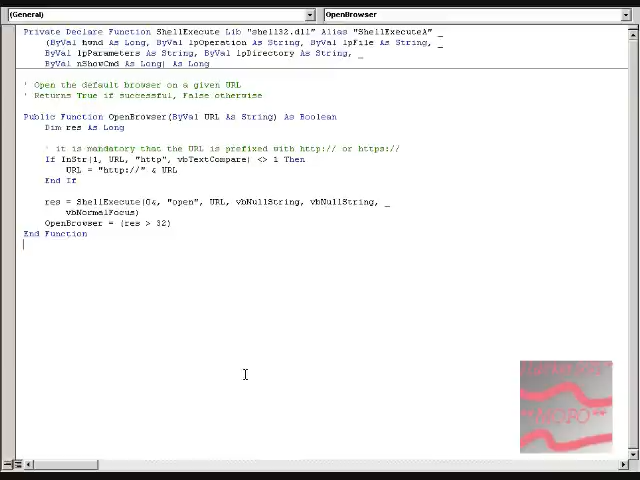 (General) OpenBrowser
Private Declare Function ShellExecute Lib "shell32.dll" Alias "ShellExecuteA" _
(ByVal hwnd As Long, ByVal lpOperation As String, ByVal lpFile As String, _
ByVal lpParameters As String, ByVal lpDirectory As String, _
ByVal nShowCmd As Long) As Long
' Open the default browser on a given URL
' Returns True if successful, False otherwise
Public Function OpenBrowser(ByVal URL As String) As Boolean
Dim res As Long
' it is mandatory that the URL is prefixed with http:// or https://
If InStr(1, URL, "http", vbTextCompare) <> 1 Then
URL = "http://" & URL
End If
res = ShellExecute(0&, "open", URL, vbNullString, vbNullString, _
vbNormalFocus)
OpenBrowser = (res > 32)
End Function